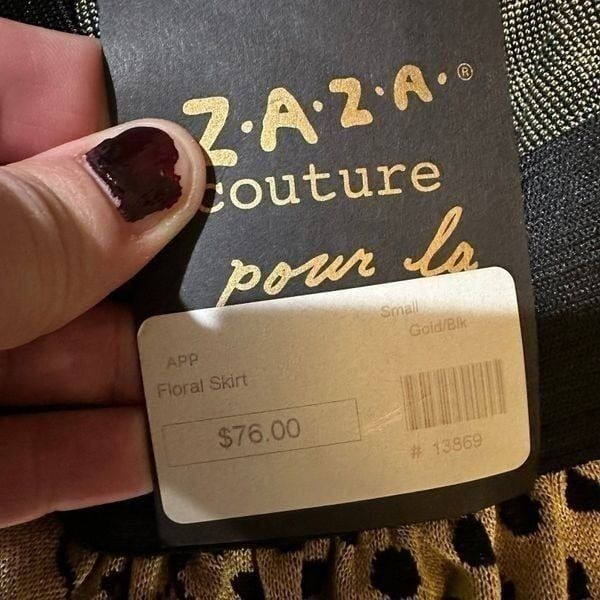 Z·A·Z·A·®
couture
pour la
Small
Gold/Blk
APP
Floral Skirt
$76.00
# 13869